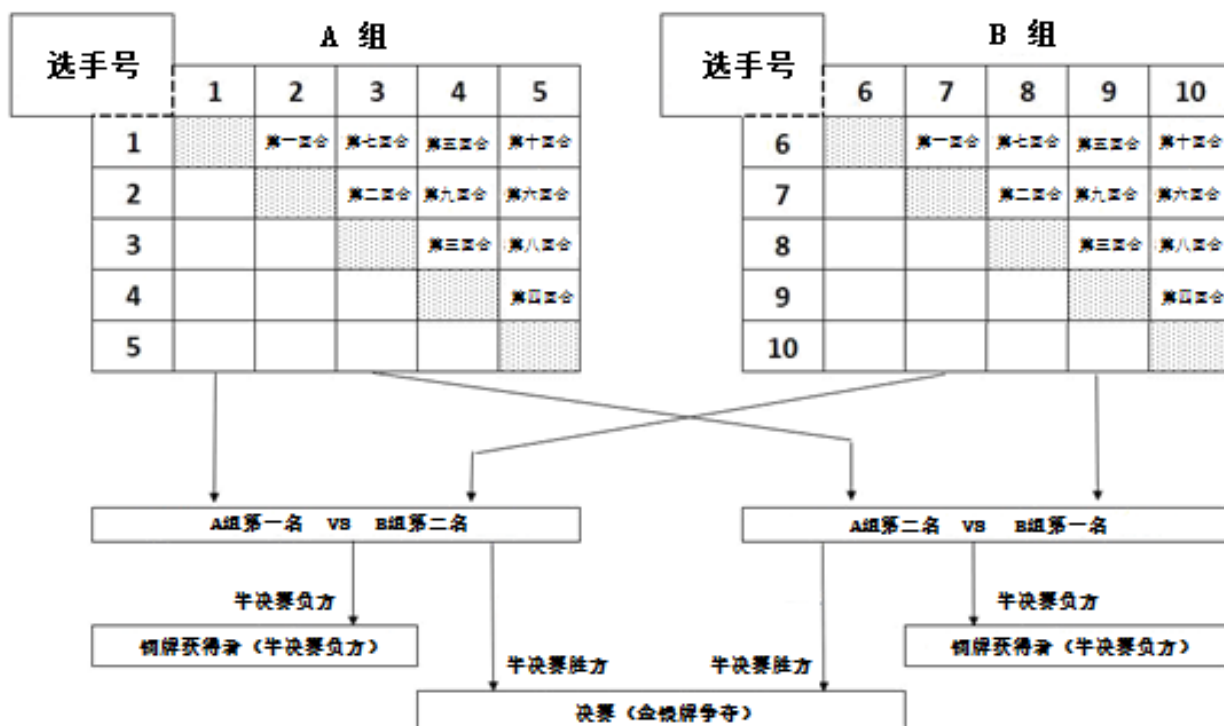 A 组
B 组
选手号
选手号
1 2 3 4 5
6 7 8 9 10
1 第一回合 第七回合 第三回合 第十回合
6 第一回合 第七回合 第三回合 第十回合
2 第二回合 第九回合 第六回合
7 第二回合 第九回合 第六回合
3 第三回合 第八回合
8 第三回合 第八回合
4 第四回合
9 第四回合
5
10
A组第一名 VS B组第二名
A组第二名 VS B组第一名
半决赛负方
半决赛负方
铜牌获得者（半决赛负方）
铜牌获得者（半决赛负方）
半决赛胜方
半决赛胜方
决赛（金银牌争夺）